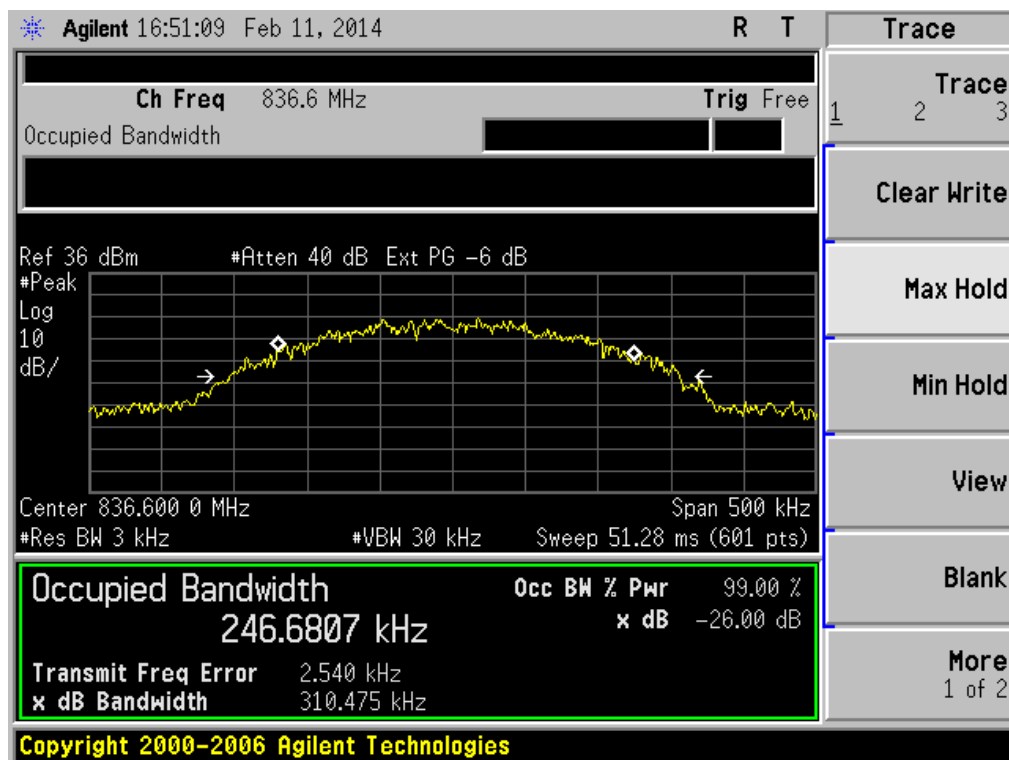 Agilent 16:51:09 Feb 11, 2014 R T
Ch Freq 836.6 MHz Trig Free
Occupied Bandwidth
Ref 36 dBm #Atten 40 dB Ext PG -6 dB
#Peak
Log
10
dB/
Center 836.600 0 MHz Span 500 kHz
#Res BW 3 kHz #VBW 30 kHz Sweep 51.28 ms (601 pts)
Occupied Bandwidth
246.6807 kHz
Occ BW % Pwr 99.00 %
x dB -26.00 dB
Transmit Freq Error 2.540 kHz
x dB Bandwidth 310.475 kHz
Copyright 2000-2006 Agilent Technologies
Trace
Trace
1 2 3
Clear Write
Max Hold
Min Hold
View
Blank
More
1 of 2